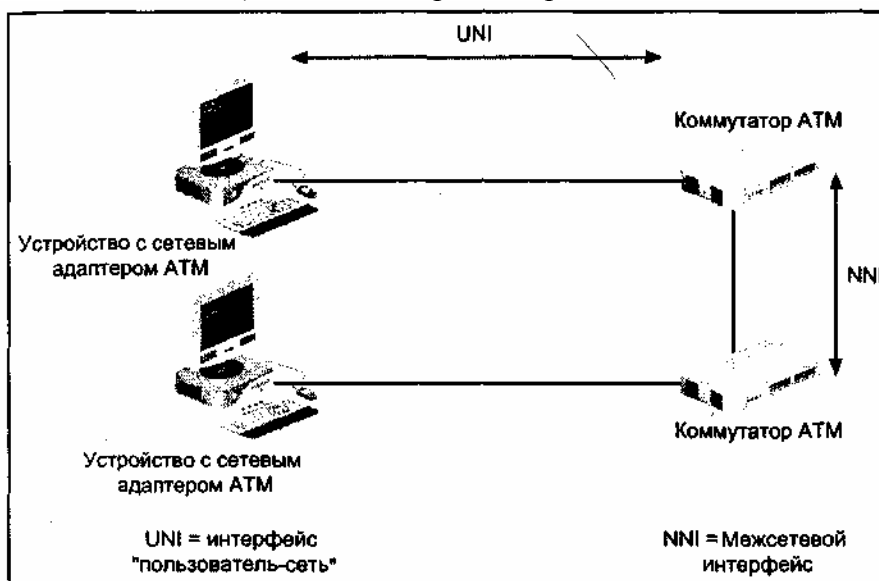 UNI
Коммутатор АТМ
Устройство с сетевым
адаптером АТМ
NNI
Коммутатор АТМ
Устройство с сетевым
адаптером АТМ
UNI = интерфейс
"пользователь-сеть"
NNI = Межсетевой
интерфейс